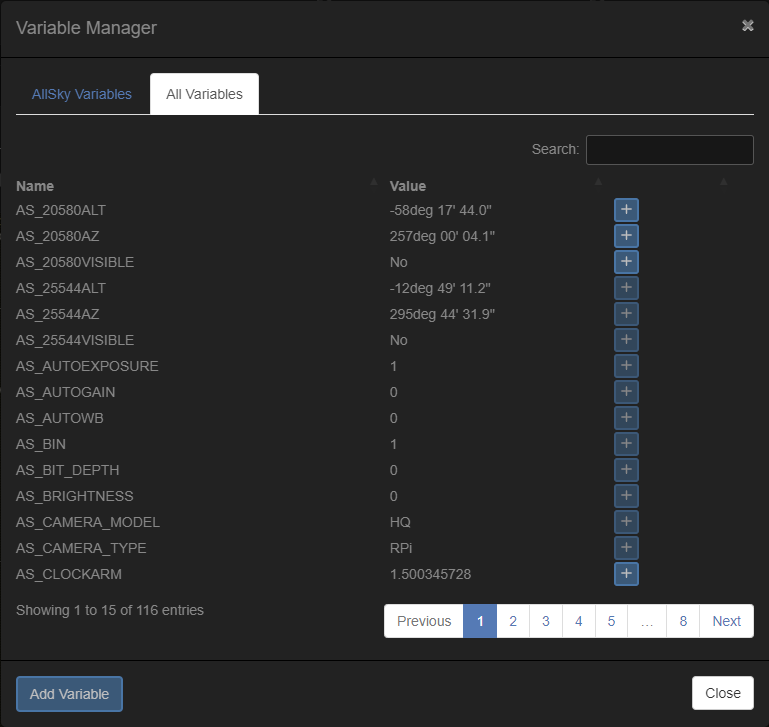 Variable Manager ✖
AllSky Variables All Variables
Search:
Name Value
AS_20580ALT -58deg 17' 44.0" +
AS_20580AZ 257deg 00' 04.1" +
AS_20580VISIBLE No +
AS_25544ALT -12deg 49' 11.2" +
AS_25544AZ 295deg 44' 31.9" +
AS_25544VISIBLE No +
AS_AUTOEXPOSURE 1 +
AS_AUTOGAIN 0 +
AS_AUTOWB 0 +
AS_BIN 1 +
AS_BIT_DEPTH 0 +
AS_BRIGHTNESS 0 +
AS_CAMERA_MODEL HQ +
AS_CAMERA_TYPE RPi +
AS_CLOCKARM 1.500345728 +
Showing 1 to 15 of 116 entries
Previous 1 2 3 4 5 … 8 Next
Add Variable Close